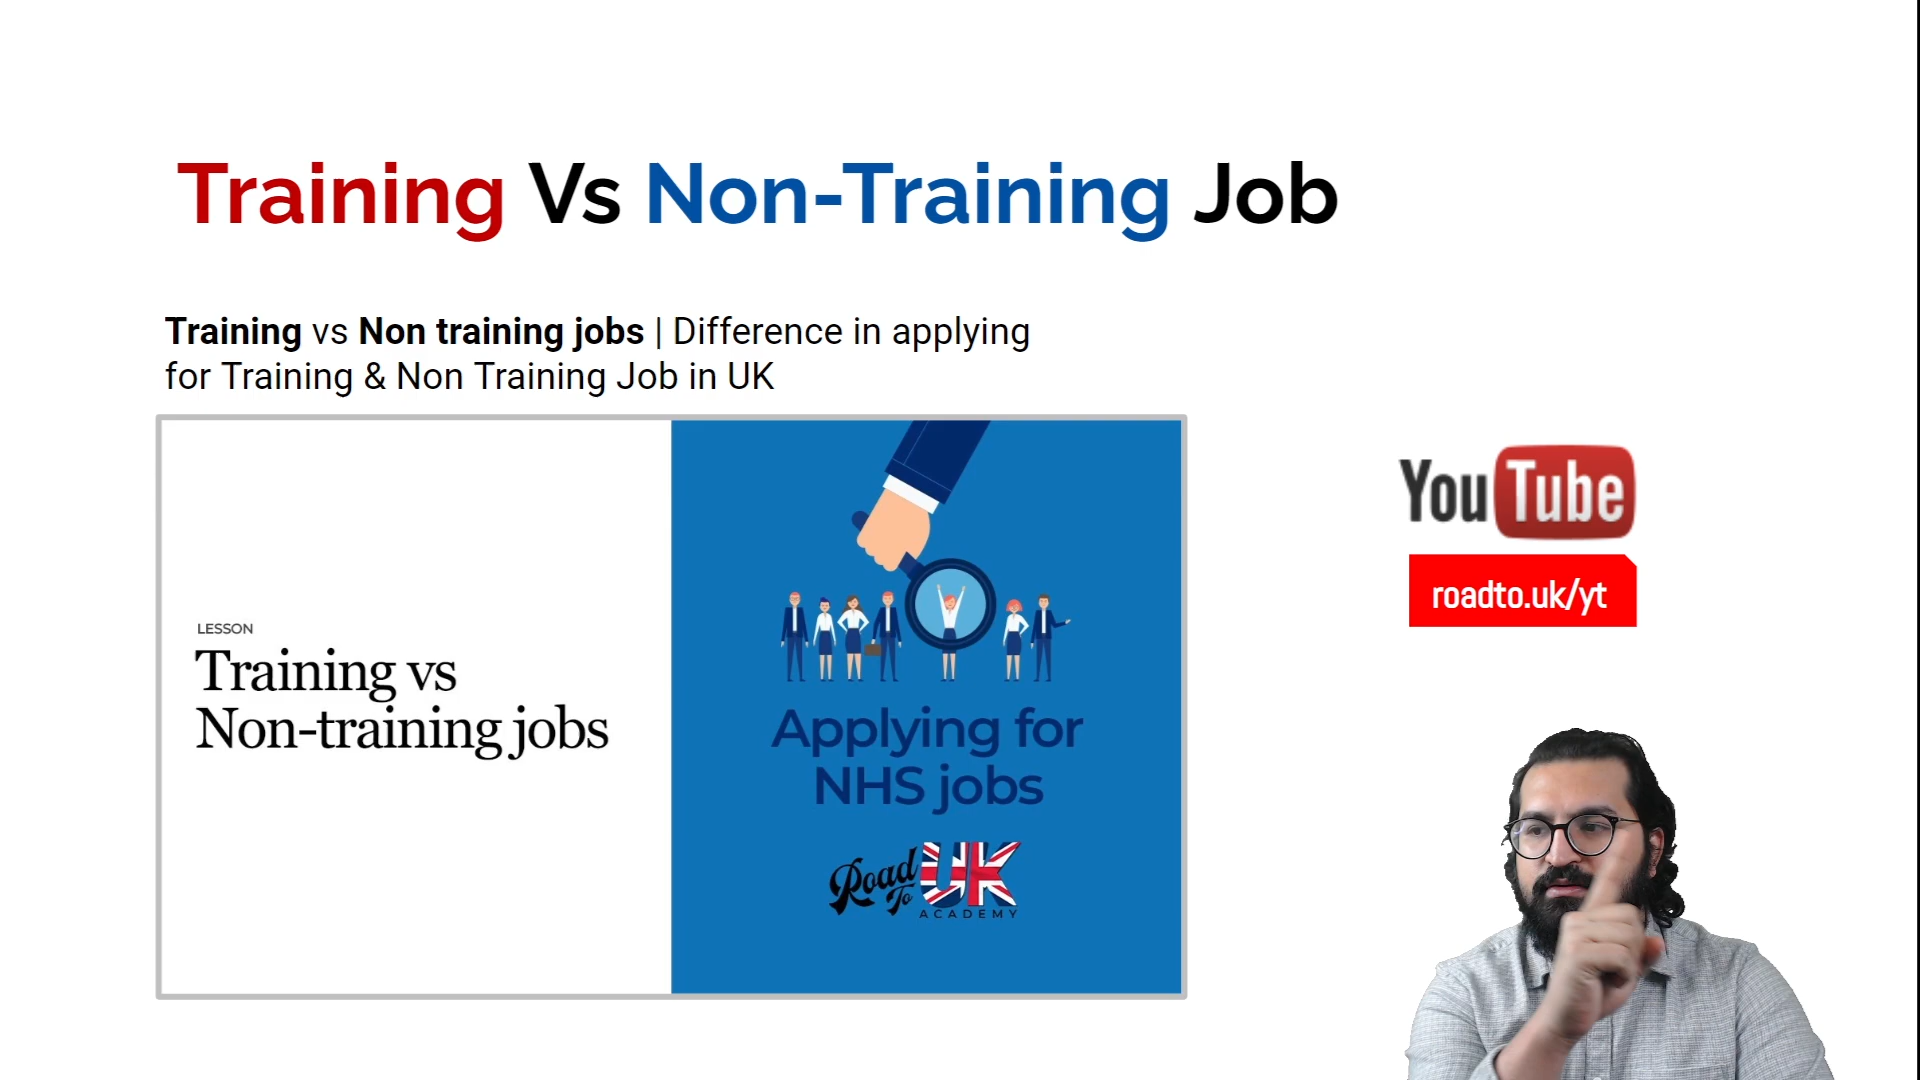 Training Vs Non-Training Job
Training vs Non training jobs | Difference in applying
for Training & Non Training Job in UK
LESSON
Training vs
Non-training jobs
Applying for
NHS jobs
Road To UK
ACADEMY
YouTube
roadto.uk/yt